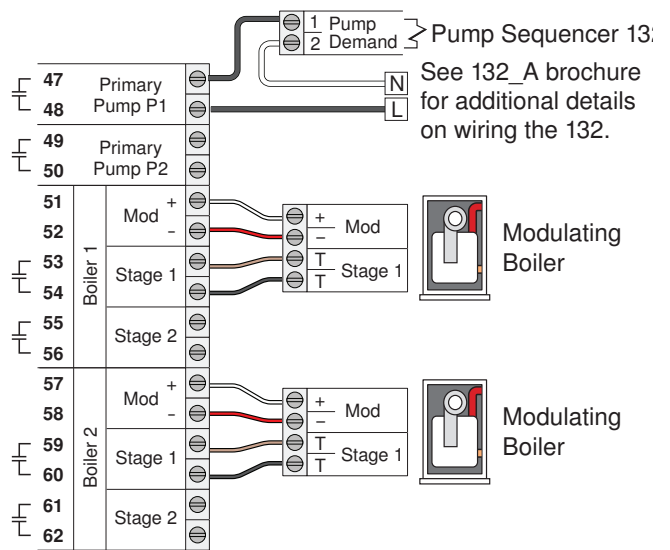 1 Pump
2 Demand
Pump Sequencer 132
See 132_A brochure
for additional details
on wiring the 132.
N
L
47
48
Primary
Pump P1
49
50
Primary
Pump P2
Boiler 1
51
52
Mod + −
53
54
Stage 1
55
56
Stage 2
+
−
Mod
T
T
Stage 1
Modulating
Boiler
Boiler 2
57
58
Mod + −
59
60
Stage 1
61
62
Stage 2
+
−
Mod
T
T
Stage 1
Modulating
Boiler